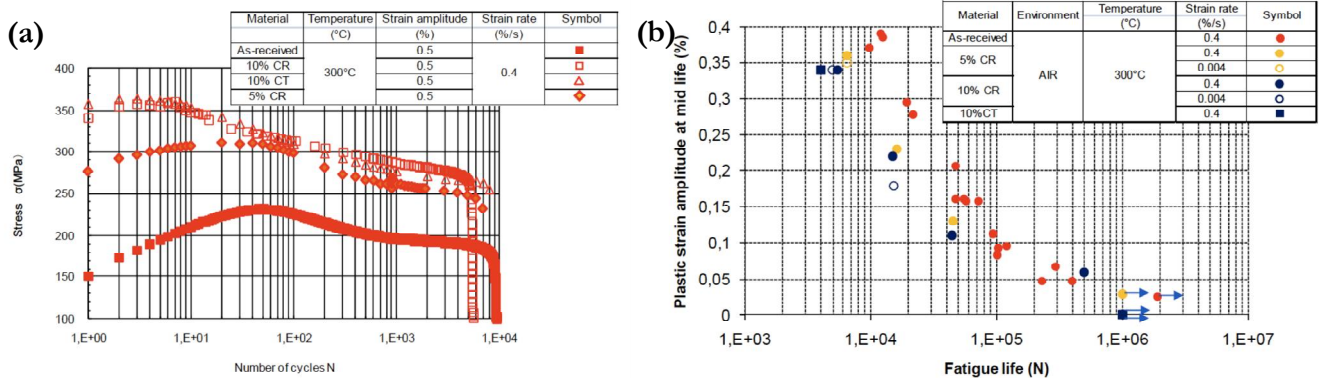 (a)
Material Temperature Strain amplitude Strain rate Symbol
(°C) (%) (%/s)
As-received 300°C 0.5 0.4
10% CR 0.5
10% CT 0.5
5% CR 0.5
400
350
300
250
200
150
100
Stress σ(MPa)
1,E+00 1,E+01 1,E+02 1,E+03 1,E+04
Number of cycles N
(b)
Material Environment Temperature Strain rate Symbol
(°C) (%/s)
As-received AIR 300°C 0.4
5% CR 0.4
0.004
10% CR 0.4
0.004
10%CT 0.4
0,4
0,35
0,3
0,25
0,2
0,15
0,1
0,05
0
Plastic strain amplitude at mid life (%)
1,E+03 1,E+04 1,E+05 1,E+06 1,E+07
Fatigue life (N)